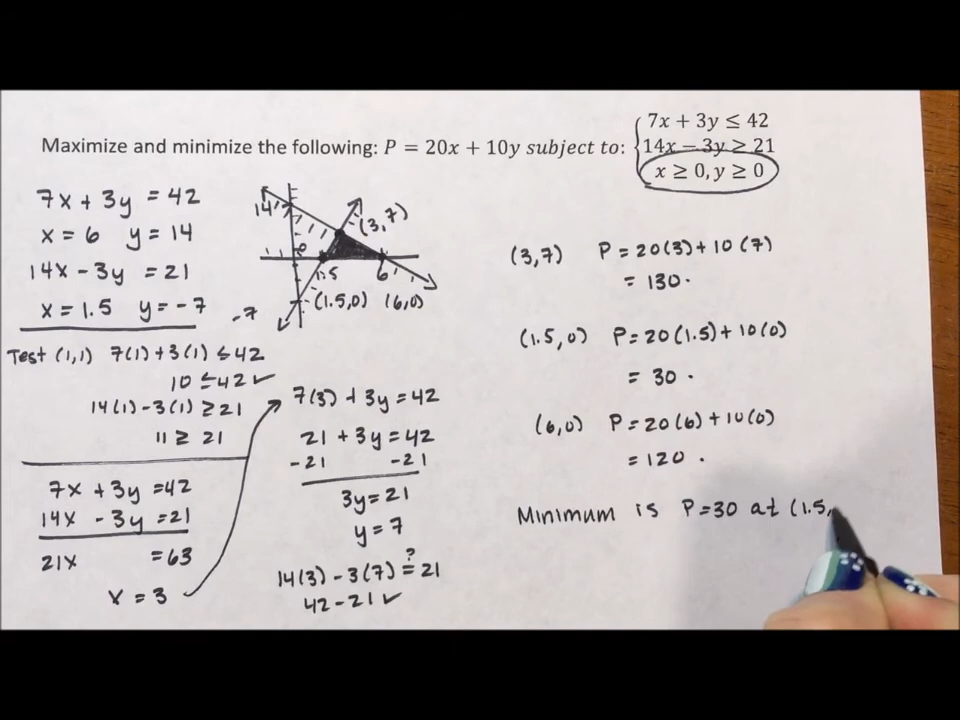 Maximize and minimize the following: P = 20x + 10y subject to:
7x + 3y ≤ 42
14x − 3y ≥ 21
x ≥ 0, y ≥ 0
7x + 3y = 42
x = 6 y = 14
14x - 3y = 21
x = 1.5 y = -7
Test (1,1) 7(1) + 3(1) ≤ 42
10 ≤ 42 ✓
14(1) - 3(1) ≥ 21
11 ≥ 21
7x + 3y = 42
14x - 3y = 21
21x = 63
x = 3
14
(3,7)
1.5
6
(1.5,0) (6,0)
-7
7(3) + 3y = 42
21 + 3y = 42
-21 -21
3y = 21
y = 7
14(3) - 3(7) ≟ 21
42 - 21 ✓
(3,7) P = 20(3) + 10(7)
= 130.
(1.5,0) P = 20(1.5) + 10(0)
= 30.
(6,0) P = 20(6) + 10(0)
= 120.
Minimum is P = 30 at (1.5,